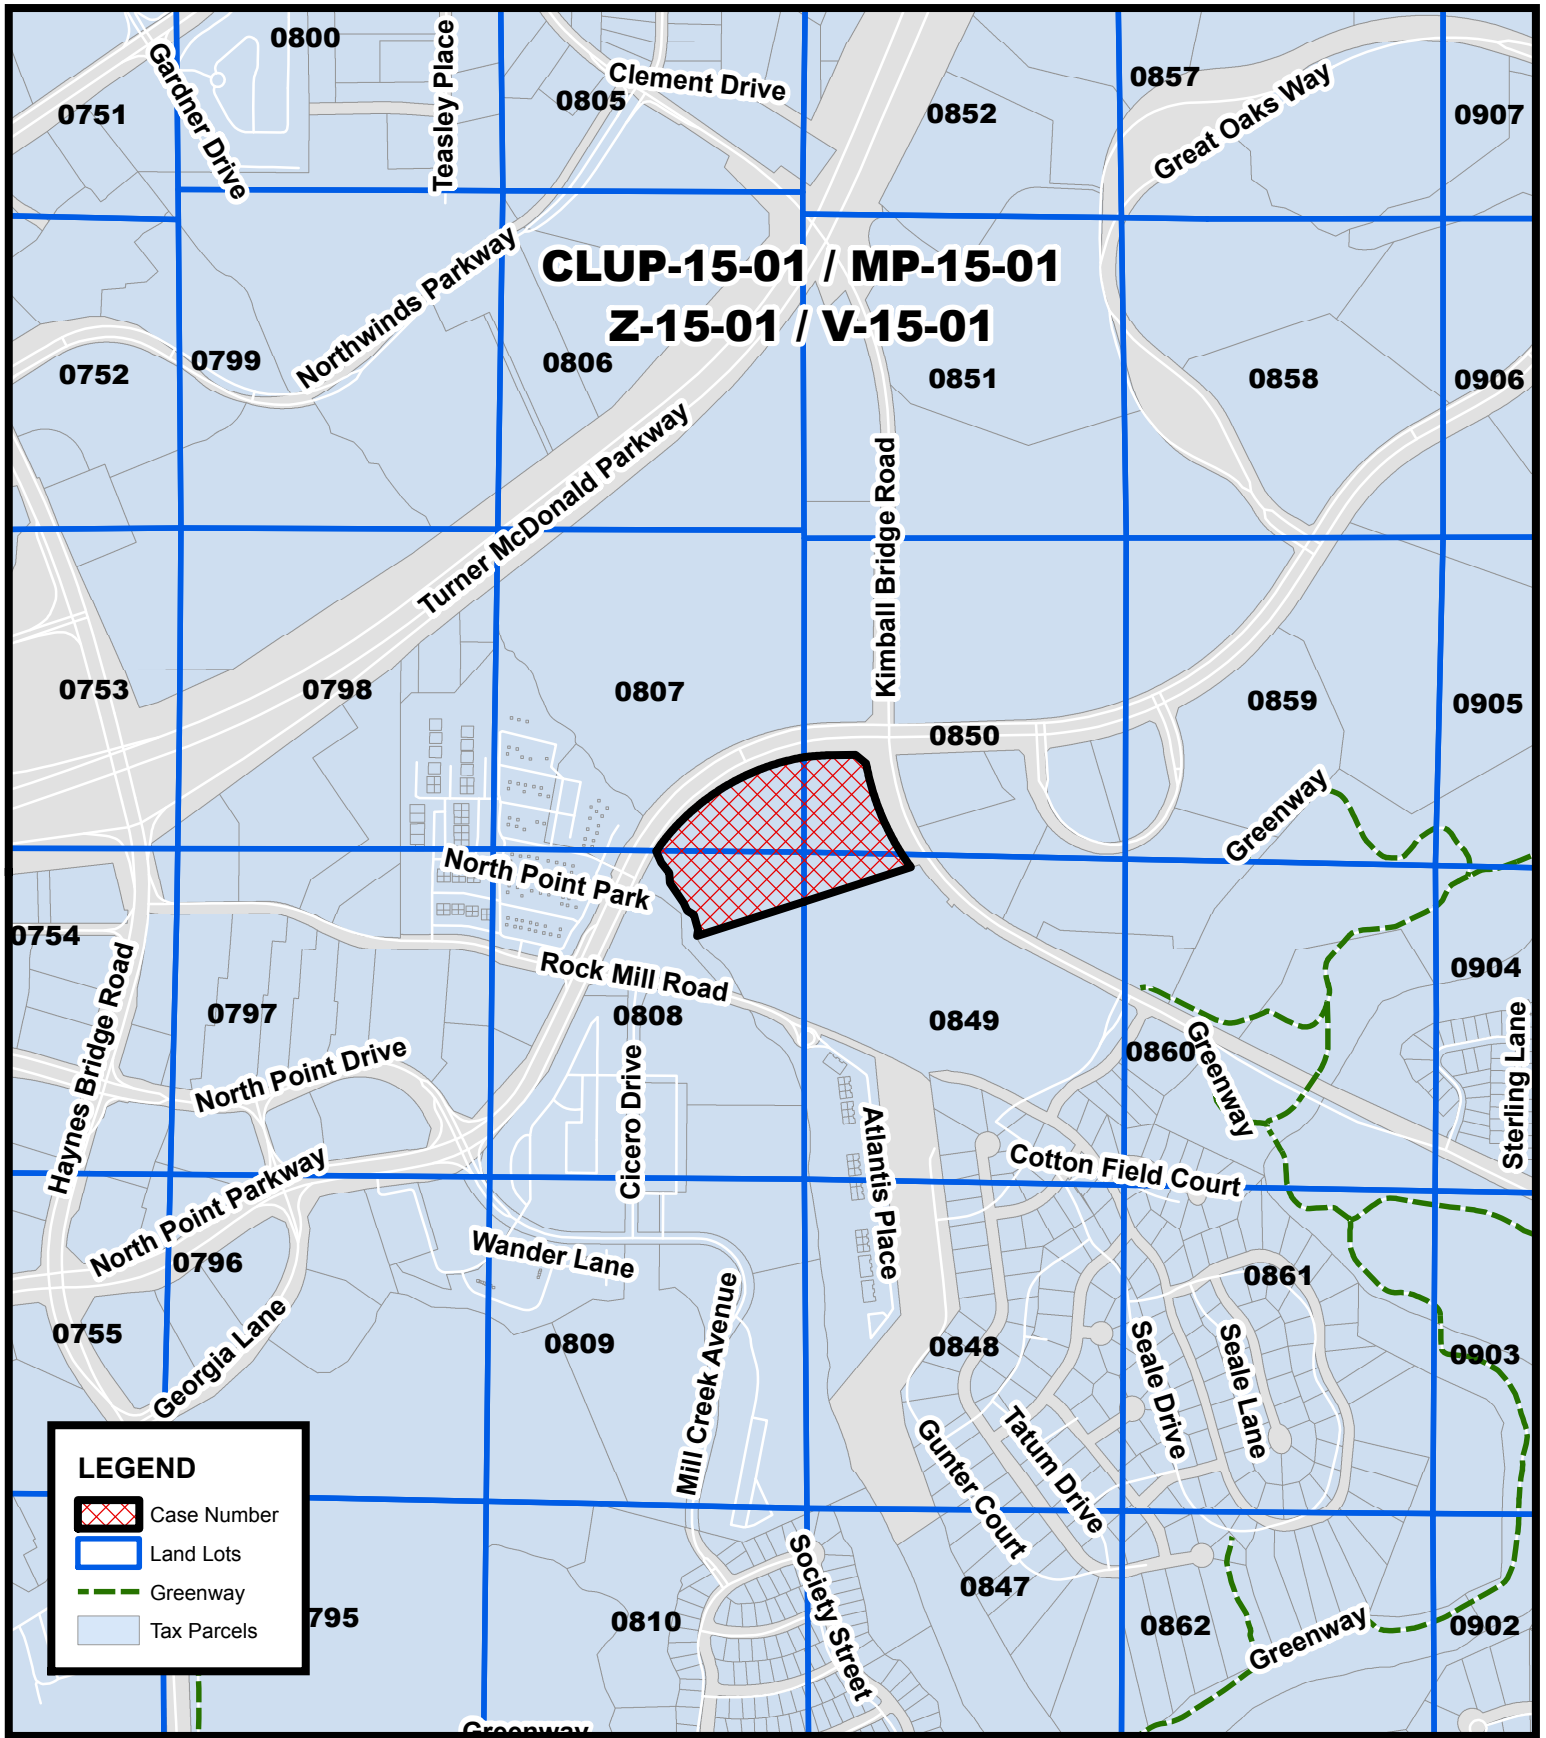 0800
Gardner Drive
Teasley Place
0751
0805
Clement Drive
0852
0857
Great Oaks Way
0907
CLUP-15-01 / MP-15-01
Z-15-01 / V-15-01
Northwinds Parkway
0752
0799
0806
0851
0858
0906
Turner McDonald Parkway
Kimball Bridge Road
0753
0798
0807
0850
0859
0905
Greenway
North Point Park
0754
Haynes Bridge Road
Rock Mill Road
0797
0808
0849
0860
Greenway
0904
Sterling Lane
North Point Drive
Cicero Drive
Atlantis Place
Cotton Field Court
North Point Parkway
0796
Wander Lane
0861
0755
Georgia Lane
0809
Mill Creek Avenue
0848
Seale Drive
Seale Lane
0903
Gunter Court
Tatum Drive
LEGEND
Case Number
Land Lots
Greenway
Tax Parcels
795
0810
Society Street
0847
0862
Greenway
0902
Greenway